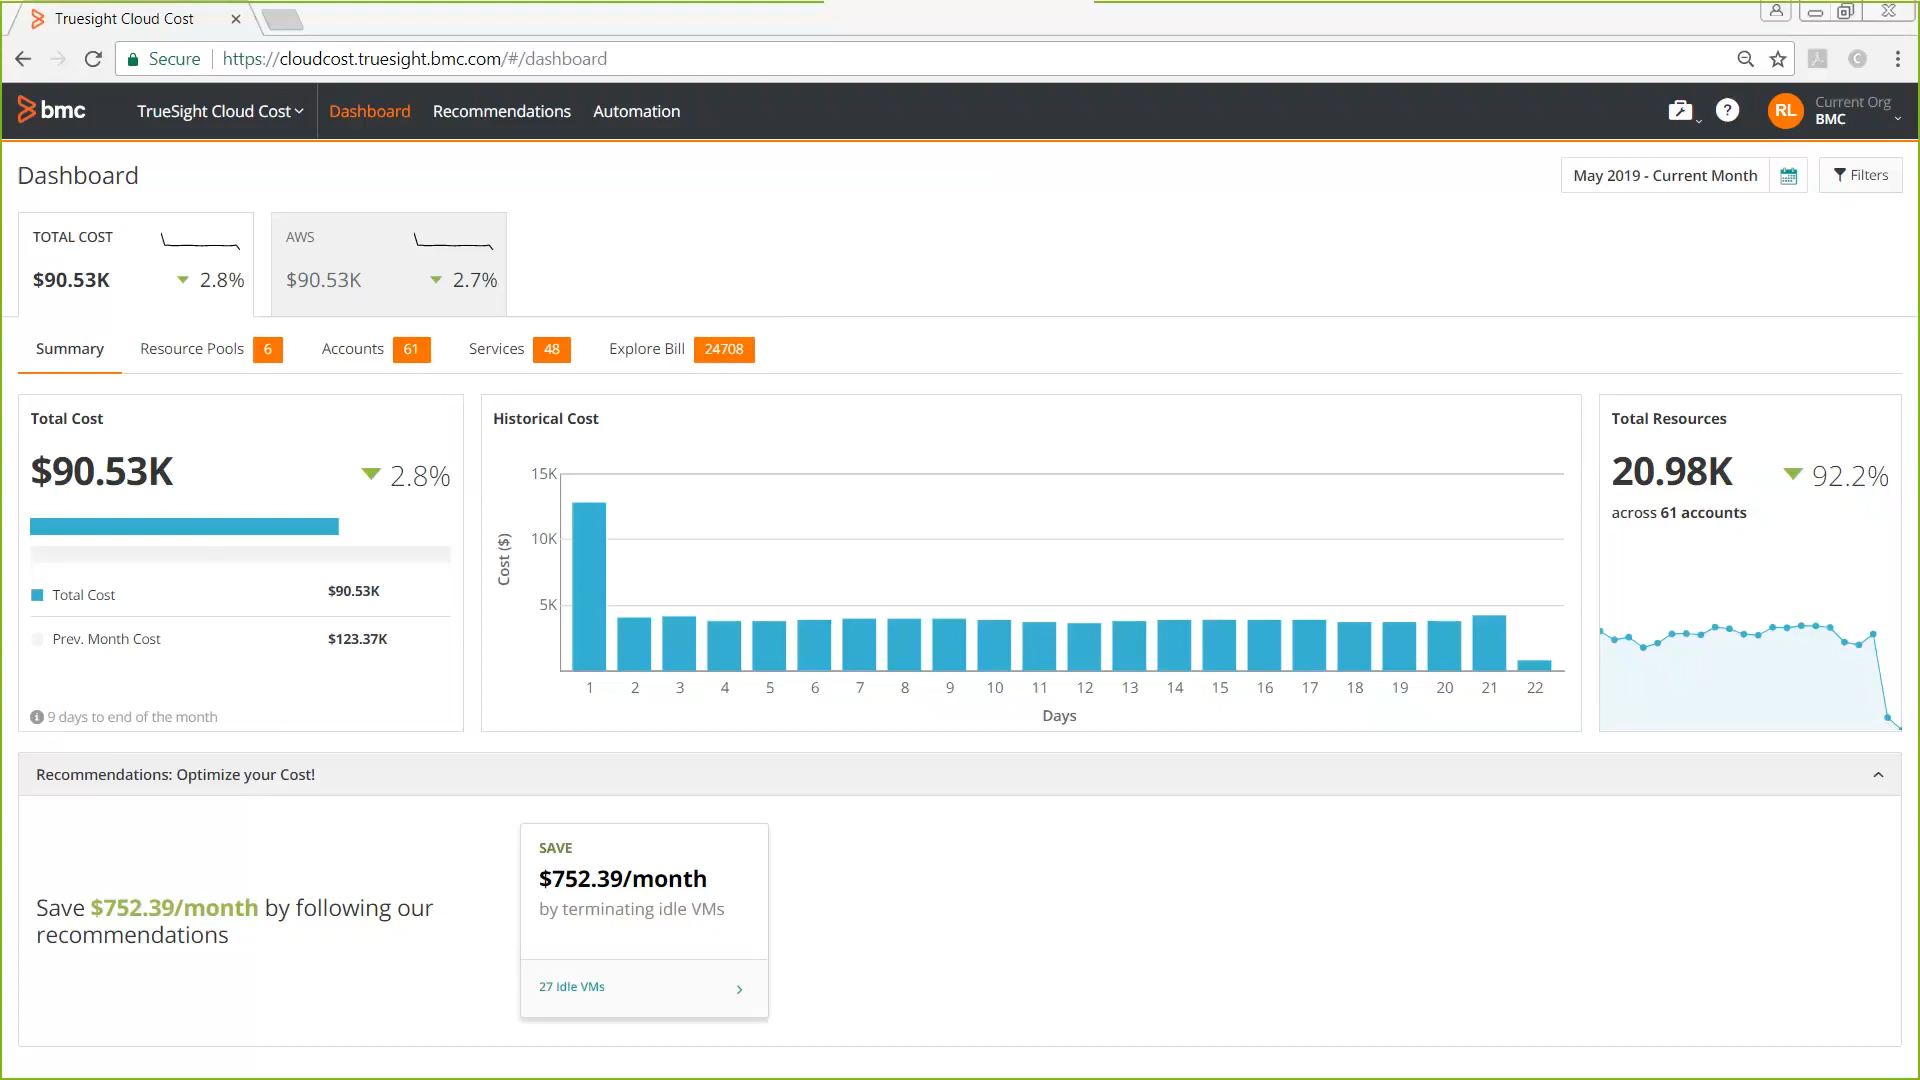 Truesight Cloud Cost
Secure https://cloudcost.truesight.bmc.com/#/dashboard
bmc TrueSight Cloud Cost Dashboard Recommendations Automation ? RL Current Org
BMC
Dashboard May 2019 - Current Month Filters
TOTAL COST AWS
$90.53K 2.8% $90.53K 2.7%
Summary Resource Pools 6 Accounts 61 Services 48 Explore Bill 24708
Total Cost
$90.53K 2.8%
Total Cost $90.53K
Prev. Month Cost $123.37K
9 days to end of the month
Historical Cost
Cost ($)
15K
10K
5K
1 2 3 4 5 6 7 8 9 10 11 12 13 14 15 16 17 18 19 20 21 22
Days
Total Resources
20.98K 92.2%
across 61 accounts
Recommendations: Optimize your Cost!
Save $752.39/month by following our
recommendations
SAVE
$752.39/month
by terminating idle VMs
27 idle VMs